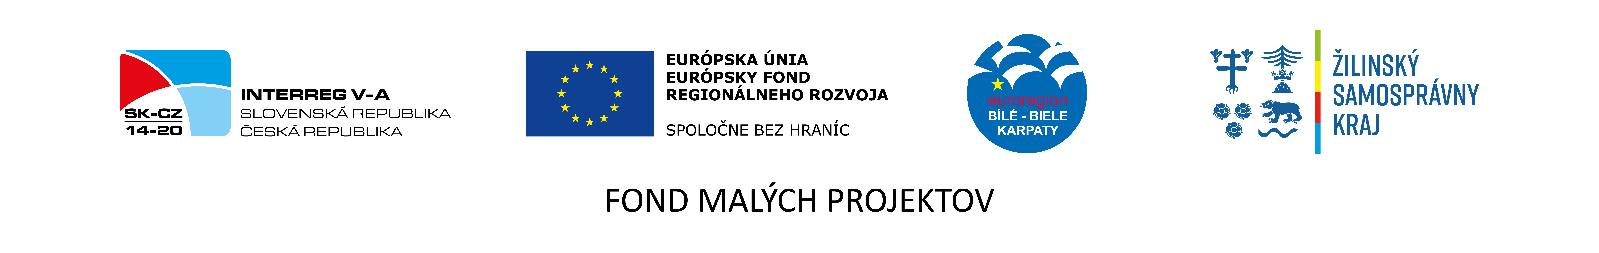 SK-CZ
14-20
INTERREG V-A
SLOVENSKÁ REPUBLIKA
ČESKÁ REPUBLIKA
EURÓPSKA ÚNIA
EURÓPSKY FOND
REGIONÁLNEHO ROZVOJA
SPOLOČNE BEZ HRANÍC
euroregion
BÍLÉ - BIELE
KARPATY
ŽILINSKÝ
SAMOSPRÁVNY
KRAJ
FOND MALÝCH PROJEKTOV